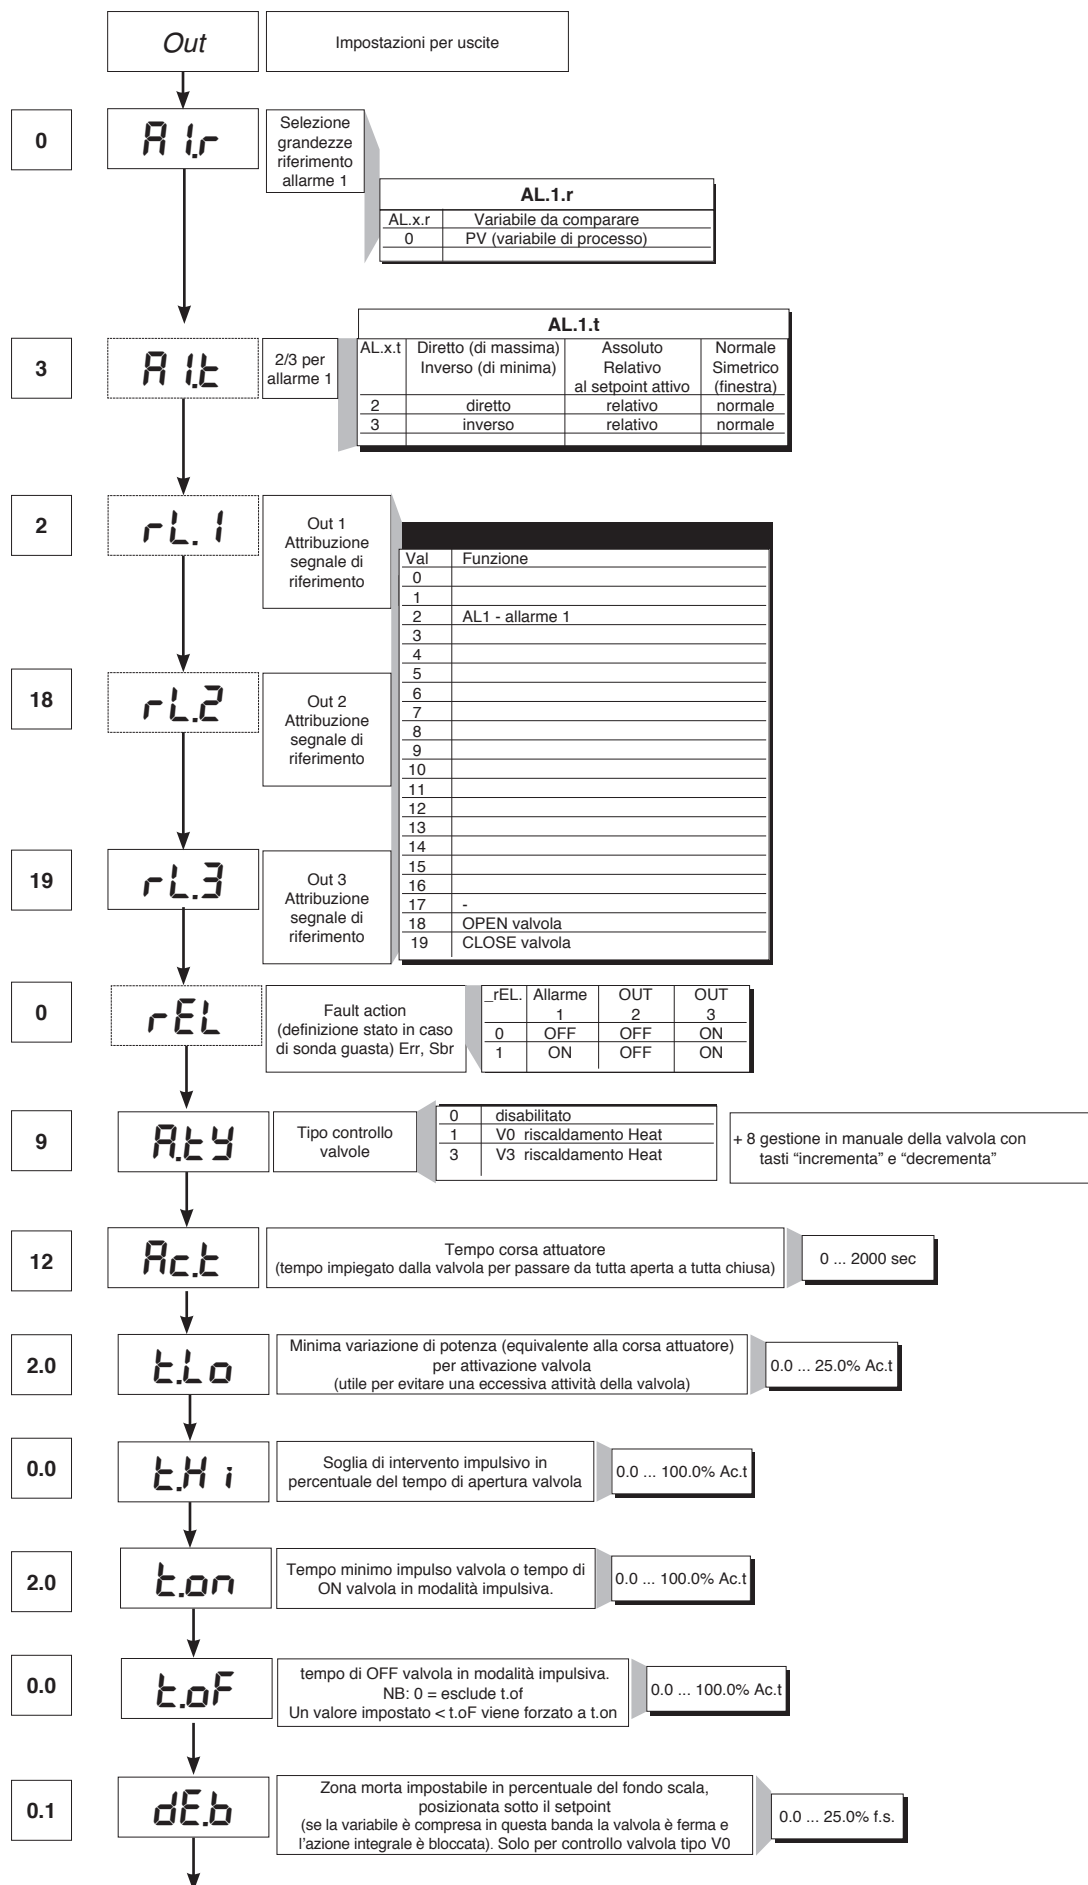 Out
Impostazioni per uscite
0
A1.r
Selezione
grandezze
riferimento
allarme 1
AL.1.r
AL.x.r Variabile da comparare
0 PV (variabile di processo)
3
A1.t
2/3 per
allarme 1
AL.1.t
AL.x.t Diretto (di massima) Assoluto Normale
Inverso (di minima) Relativo Simetrico
al setpoint attivo (finestra)
2 diretto relativo normale
3 inverso relativo normale
2
rL.1
Out 1
Attribuzione
segnale di
riferimento
Val Funzione
0
1
2 AL1 - allarme 1
3
4
5
6
7
8
9
10
11
12
13
14
15
16
17 -
18 OPEN valvola
19 CLOSE valvola
18
rL.2
Out 2
Attribuzione
segnale di
riferimento
19
rL.3
Out 3
Attribuzione
segnale di
riferimento
0
rEL
Fault action
(definizione stato in caso
di sonda guasta) Err, Sbr
_rEL. Allarme OUT OUT
1 2 3
0 OFF OFF ON
1 ON OFF ON
9
A.ty
Tipo controllo
valvole
0 disabilitato
1 V0 riscaldamento Heat
3 V3 riscaldamento Heat
+ 8 gestione in manuale della valvola con
tasti “incrementa” e “decrementa”
12
Ac.t
Tempo corsa attuatore
(tempo impiegato dalla valvola per passare da tutta aperta a tutta chiusa)
0 ... 2000 sec
2.0
t.Lo
Minima variazione di potenza (equivalente alla corsa attuatore)
per attivazione valvola
(utile per evitare una eccessiva attività della valvola)
0.0 ... 25.0% Ac.t
0.0
t.Hi
Soglia di intervento impulsivo in
percentuale del tempo di apertura valvola
0.0 ... 100.0% Ac.t
2.0
t.on
Tempo minimo impulso valvola o tempo di
ON valvola in modalità impulsiva.
0.0 ... 100.0% Ac.t
0.0
t.oF
tempo di OFF valvola in modalità impulsiva.
NB: 0 = esclude t.of
Un valore impostato < t.oF viene forzato a t.on
0.0 ... 100.0% Ac.t
0.1
dE.b
Zona morta impostabile in percentuale del fondo scala,
posizionata sotto il setpoint
(se la variabile è compresa in questa banda la valvola è ferma e
l’azione integrale è bloccata). Solo per controllo valvola tipo V0
0.0 ... 25.0% f.s.